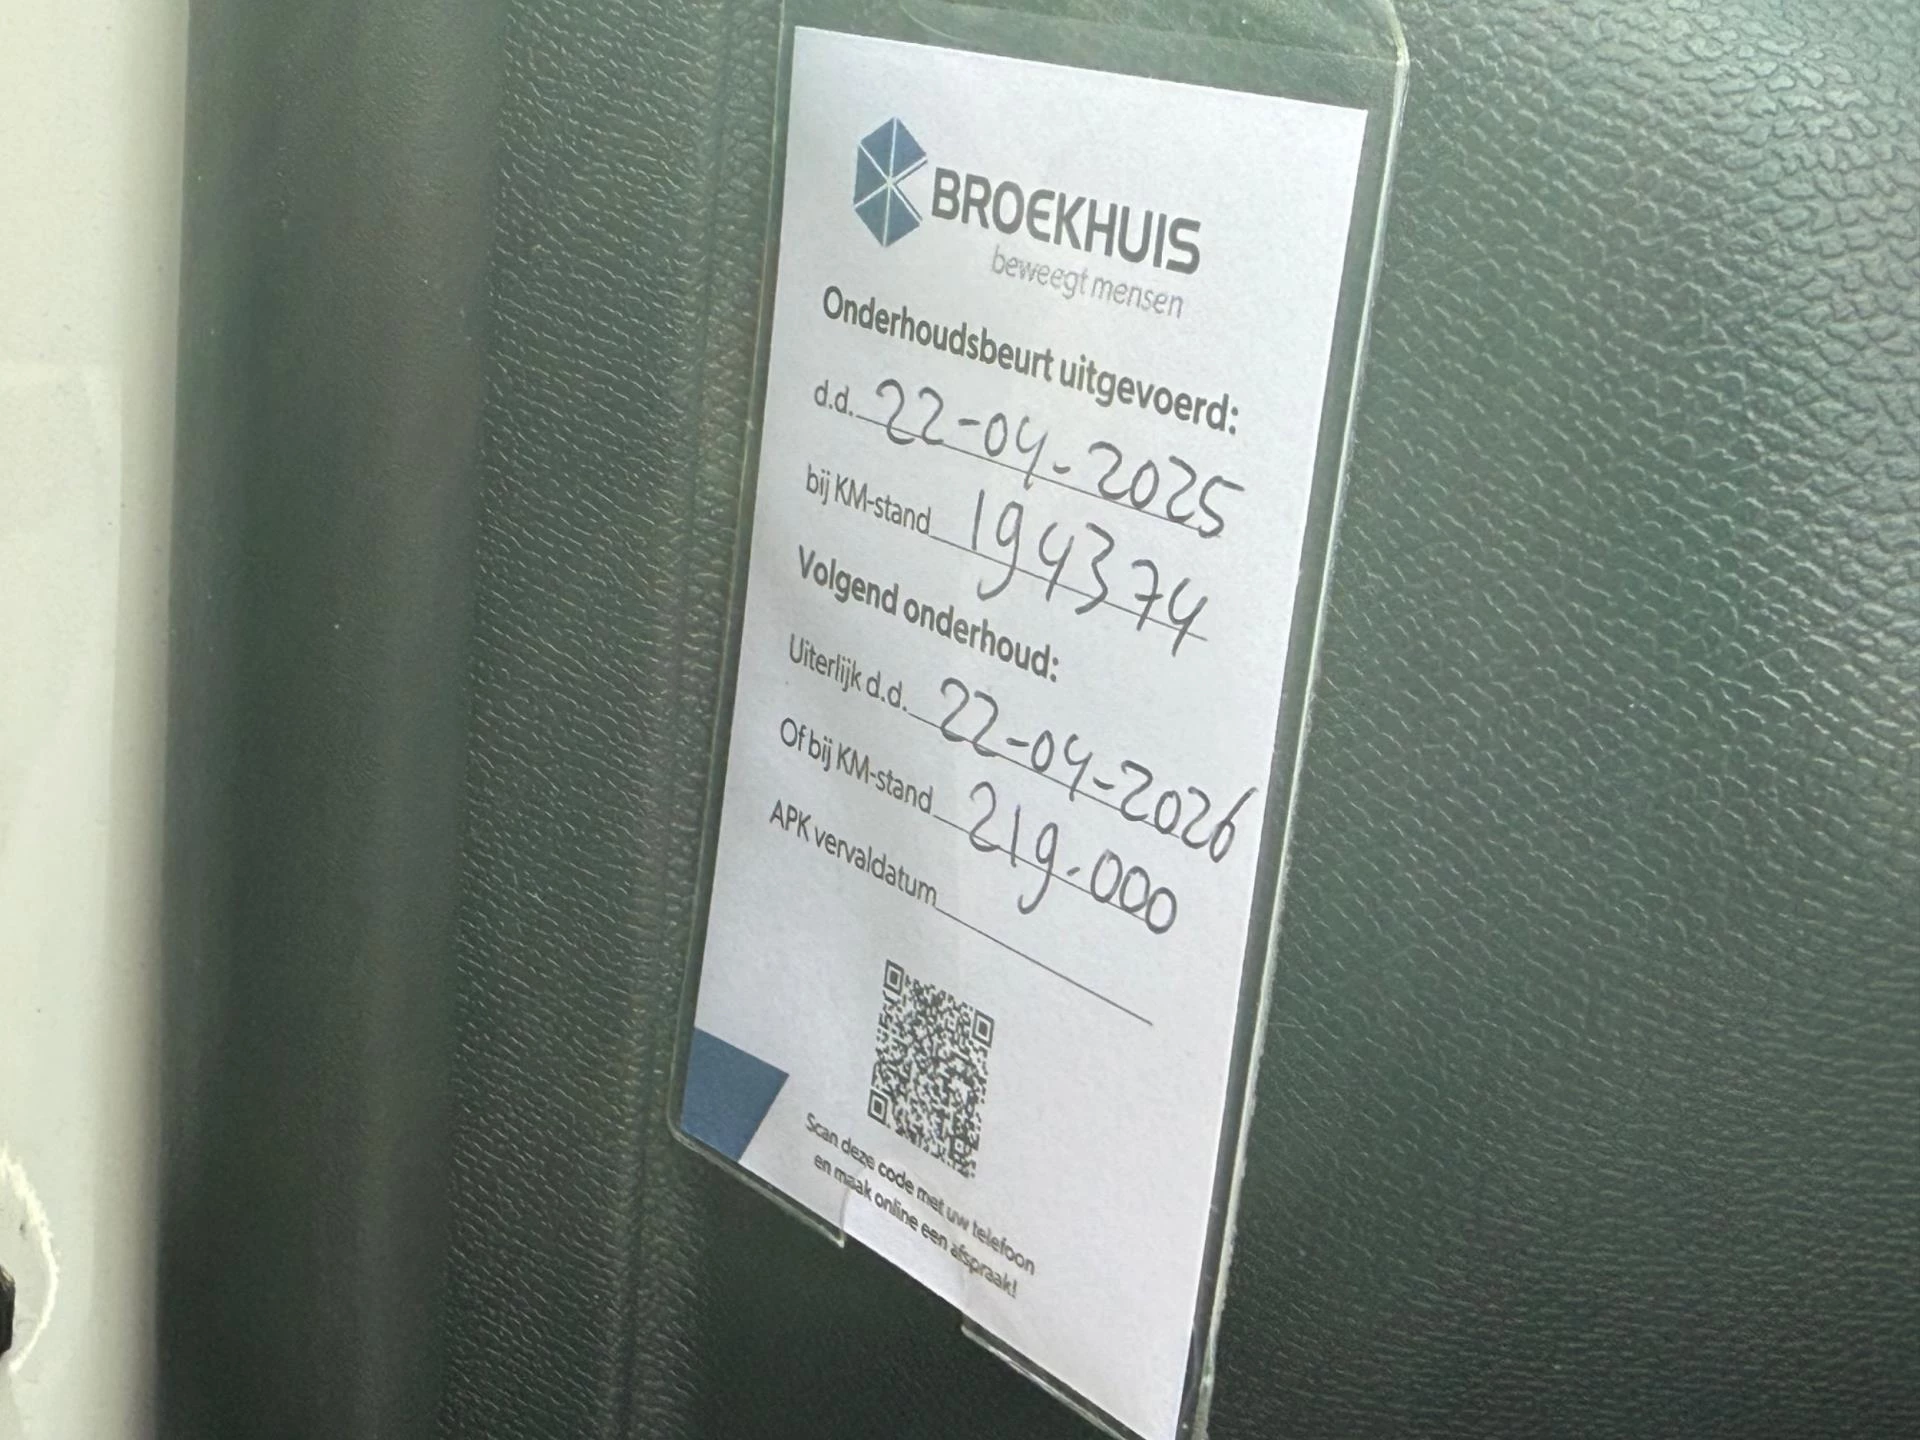 BROEKHUIS
beweegt mensen
Onderhoudsbeurt uitgevoerd:
d.d. 22-04-2025
bij KM-stand 194374
Volgend onderhoud:
Uiterlijk d.d. 22-04-2026
Of bij KM-stand 219.000
APK vervaldatum
Scan deze code met uw telefoon
en maak online een afspraak!